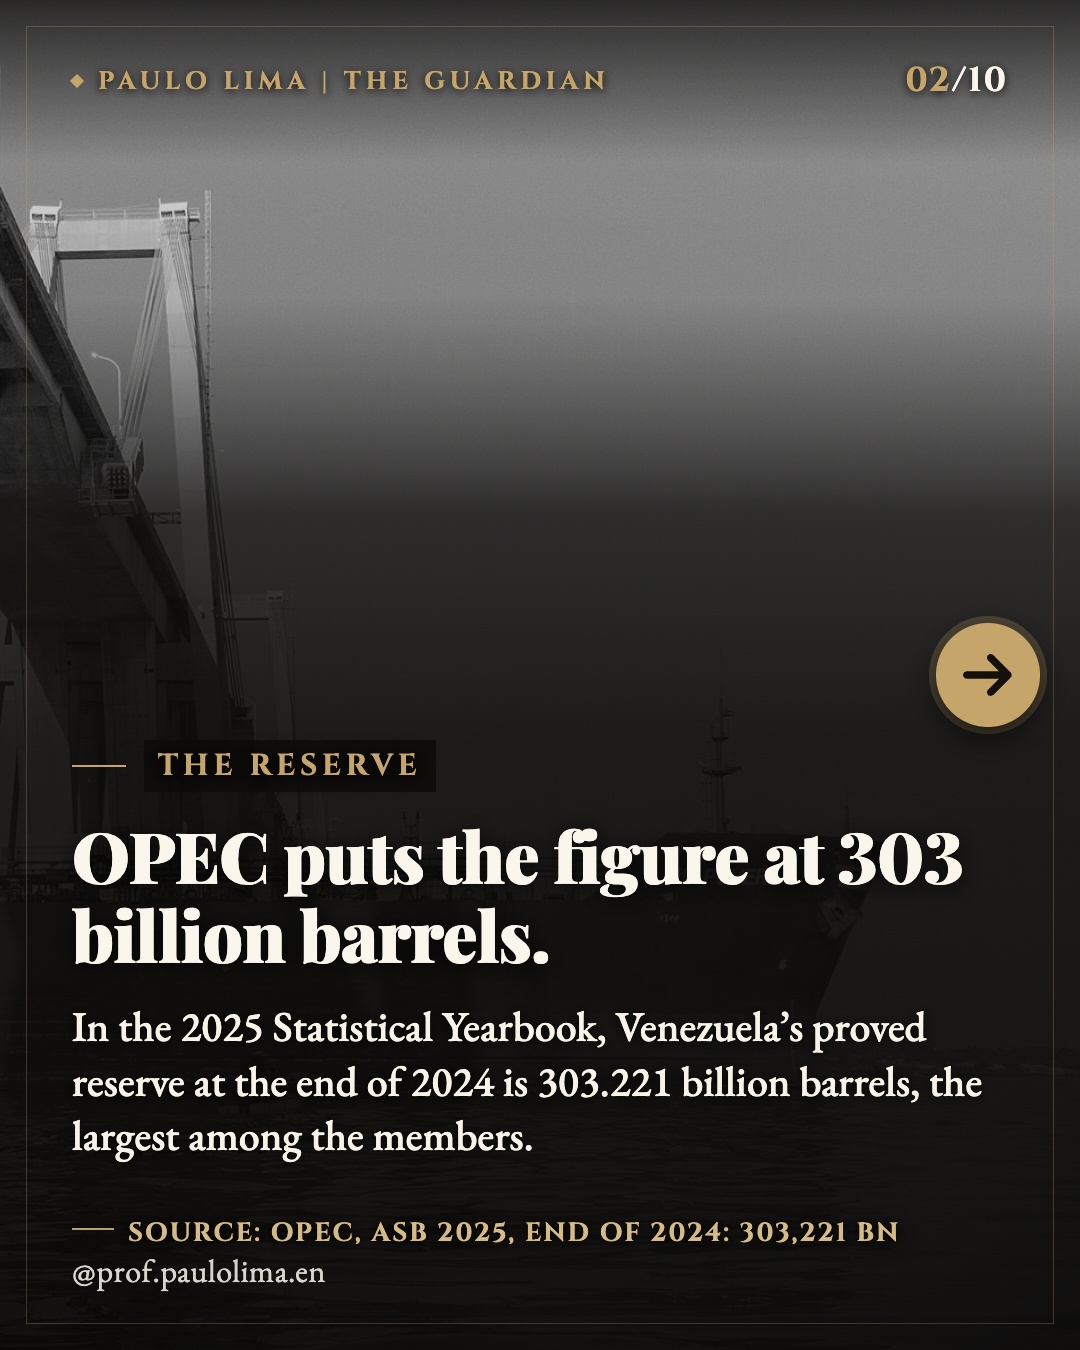 PAULO LIMA | THE GUARDIAN
02/10
THE RESERVE
OPEC puts the figure at 303
billion barrels.
In the 2025 Statistical Yearbook, Venezuela’s proved
reserve at the end of 2024 is 303.221 billion barrels, the
largest among the members.
SOURCE: OPEC, ASB 2025, END OF 2024: 303,221 BN
@prof.paulolima.en